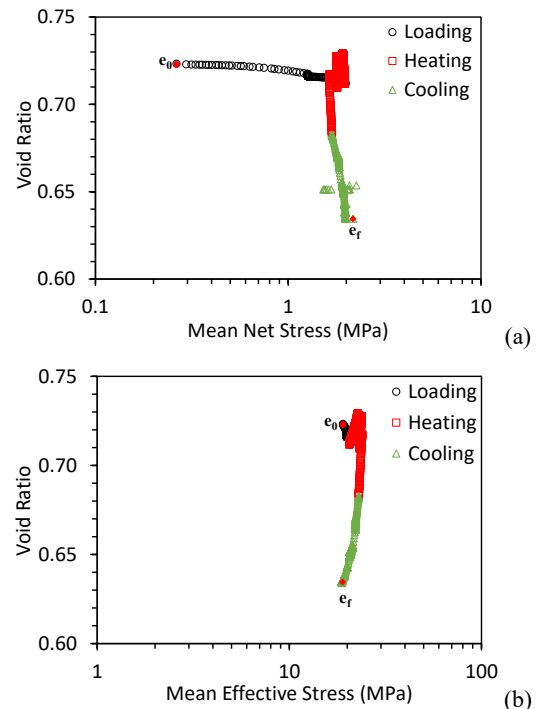 0.75
0.70
0.65
0.60
Void Ratio
e0
ef
Loading
Heating
Cooling
0.1
1
10
Mean Net Stress (MPa)
(a)
0.75
0.70
0.65
0.60
Void Ratio
e0
ef
Loading
Heating
Cooling
1
10
100
Mean Effective Stress (MPa)
(b)